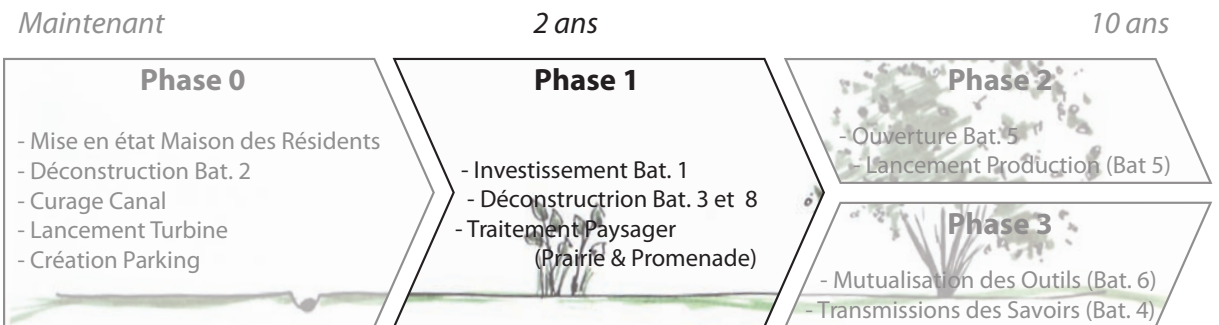 Maintenant
2 ans
10 ans
Phase 0
- Mise en état Maison des Résidents
- Déconstruction Bat. 2
- Curage Canal
- Lancement Turbine
- Création Parking
Phase 1
- Investissement Bat. 1
- Déconstructrion Bat. 3 et 8
- Traitement Paysager
(Prairie & Promenade)
Phase 2
- Ouverture Bat. 5
- Lancement Production (Bat 5)
Phase 3
- Mutualisation des Outils (Bat. 6)
- Transmissions des Savoirs (Bat. 4)